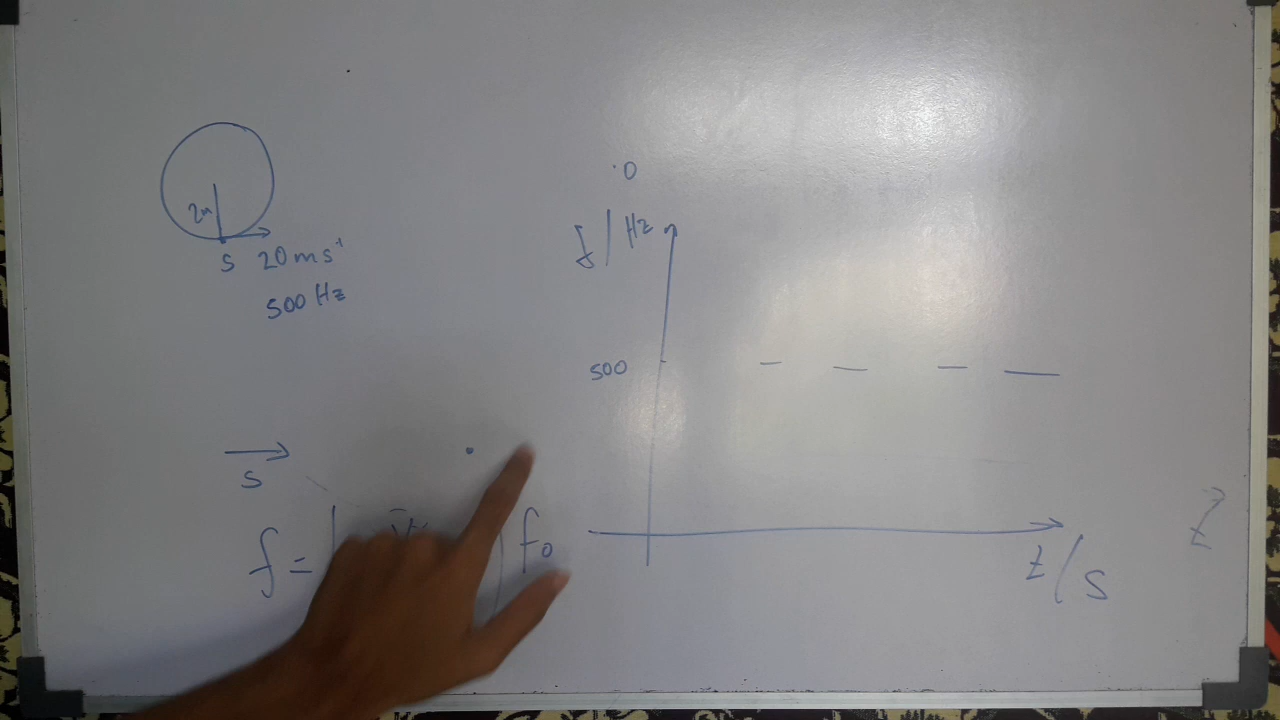 2m
S 20 m s⁻¹
500 Hz
O
f / Hz
500
S
f =
f₀
t / s